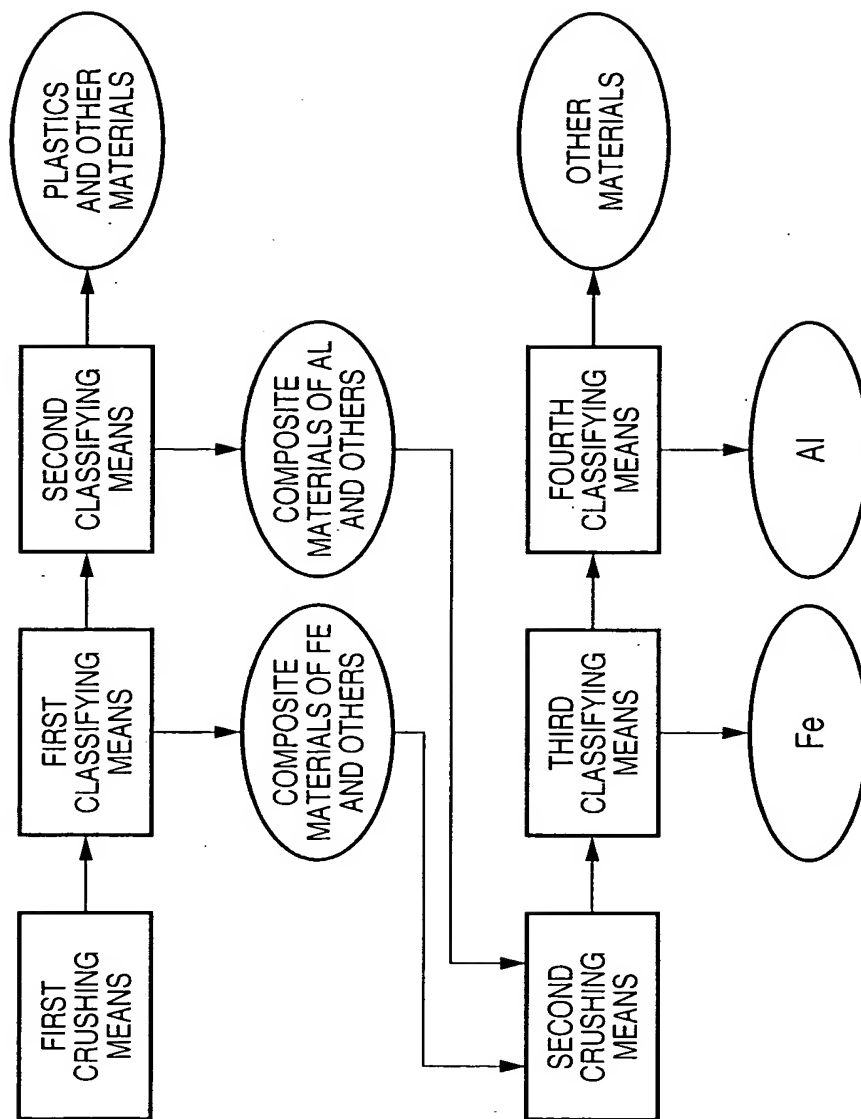 FIRST
CRUSHING
MEANS
FIRST
CLASSIFYING
MEANS
SECOND
CLASSIFYING
MEANS
PLASTICS
AND OTHER
MATERIALS
COMPOSITE
MATERIALS OF FE
AND OTHERS
COMPOSITE
MATERIALS OF AL
AND OTHERS
SECOND
CRUSHING
MEANS
THIRD
CLASSIFYING
MEANS
FOURTH
CLASSIFYING
MEANS
OTHER
MATERIALS
Fe
Al